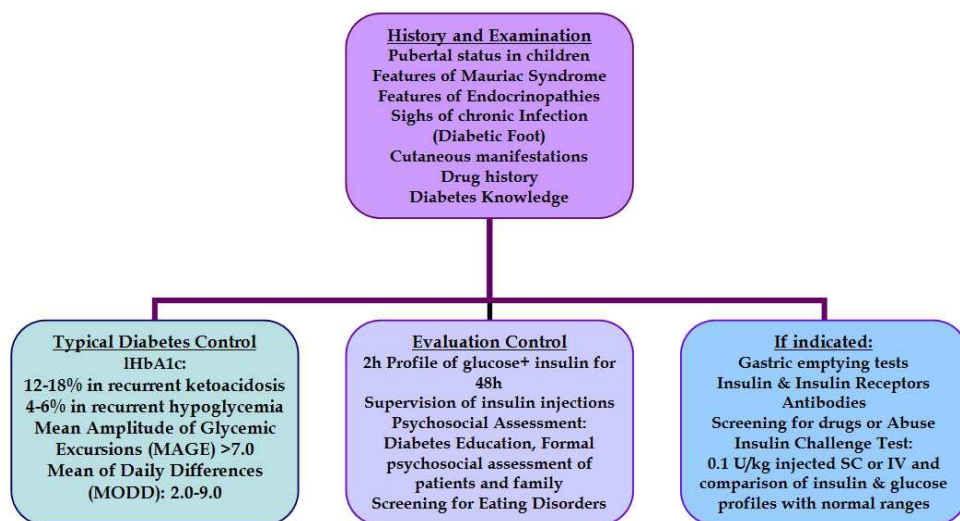 History and Examination
Pubertal status in children
Features of Mauriac Syndrome
Features of Endocrinopathies
Sighs of chronic Infection
(Diabetic Foot)
Cutaneous manifestations
Drug history
Diabetes Knowledge
Typical Diabetes Control
lHbA1c:
12-18% in recurrent ketoacidosis
4-6% in recurrent hypoglycemia
Mean Amplitude of Glycemic
Excursions (MAGE) >7.0
Mean of Daily Differences
(MODD): 2.0-9.0
Evaluation Control
2h Profile of glucose+ insulin for
48h
Supervision of insulin injections
Psychosocial Assessment:
Diabetes Education, Formal
psychosocial assessment of
patients and family
Screening for Eating Disorders
If indicated:
Gastric emptying tests
Insulin & Insulin Receptors
Antibodies
Screening for drugs or Abuse
Insulin Challenge Test:
0.1 U/kg injected SC or IV and
comparison of insulin & glucose
profiles with normal ranges